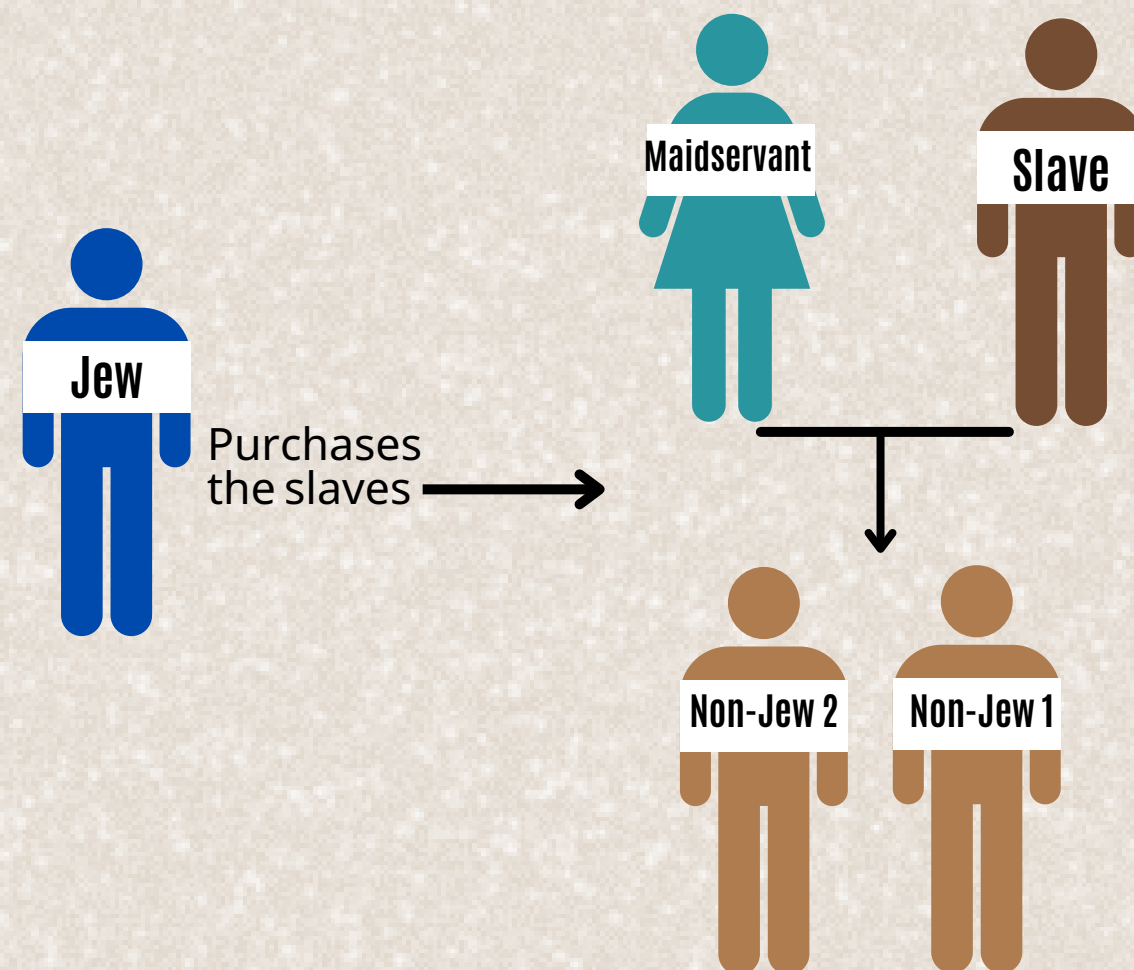 Maidservant
Slave
Jew
Purchases
the slaves
Non-Jew 2
Non-Jew 1